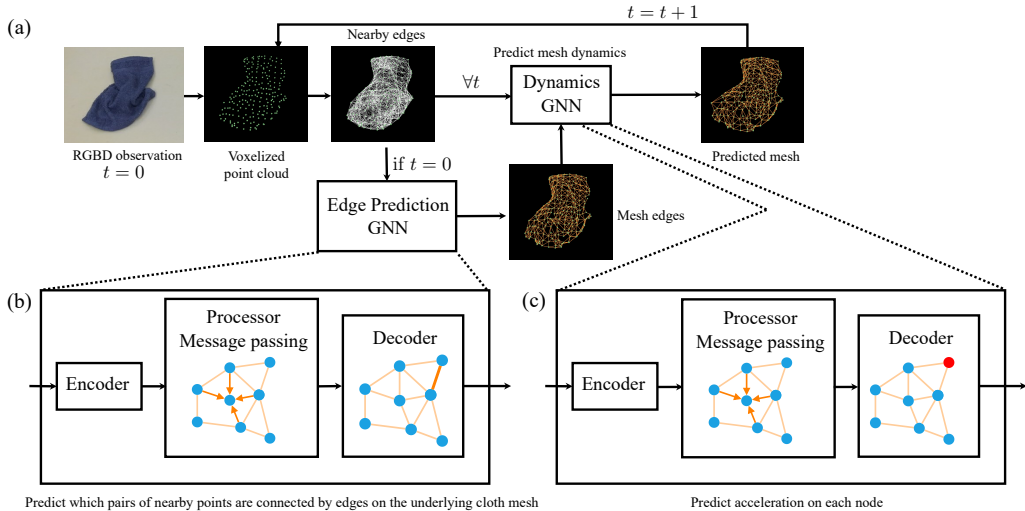 (a)
t = t + 1
Nearby edges
Predict mesh dynamics
∀t
Dynamics
GNN
RGBD observation
t = 0
Voxelized
point cloud
if t = 0
Predicted mesh
Edge Prediction
GNN
Mesh edges
(b)
Processor
Message passing
Decoder
Encoder
Predict which pairs of nearby points are connected by edges on the underlying cloth mesh
(c)
Processor
Message passing
Decoder
Encoder
Predict acceleration on each node